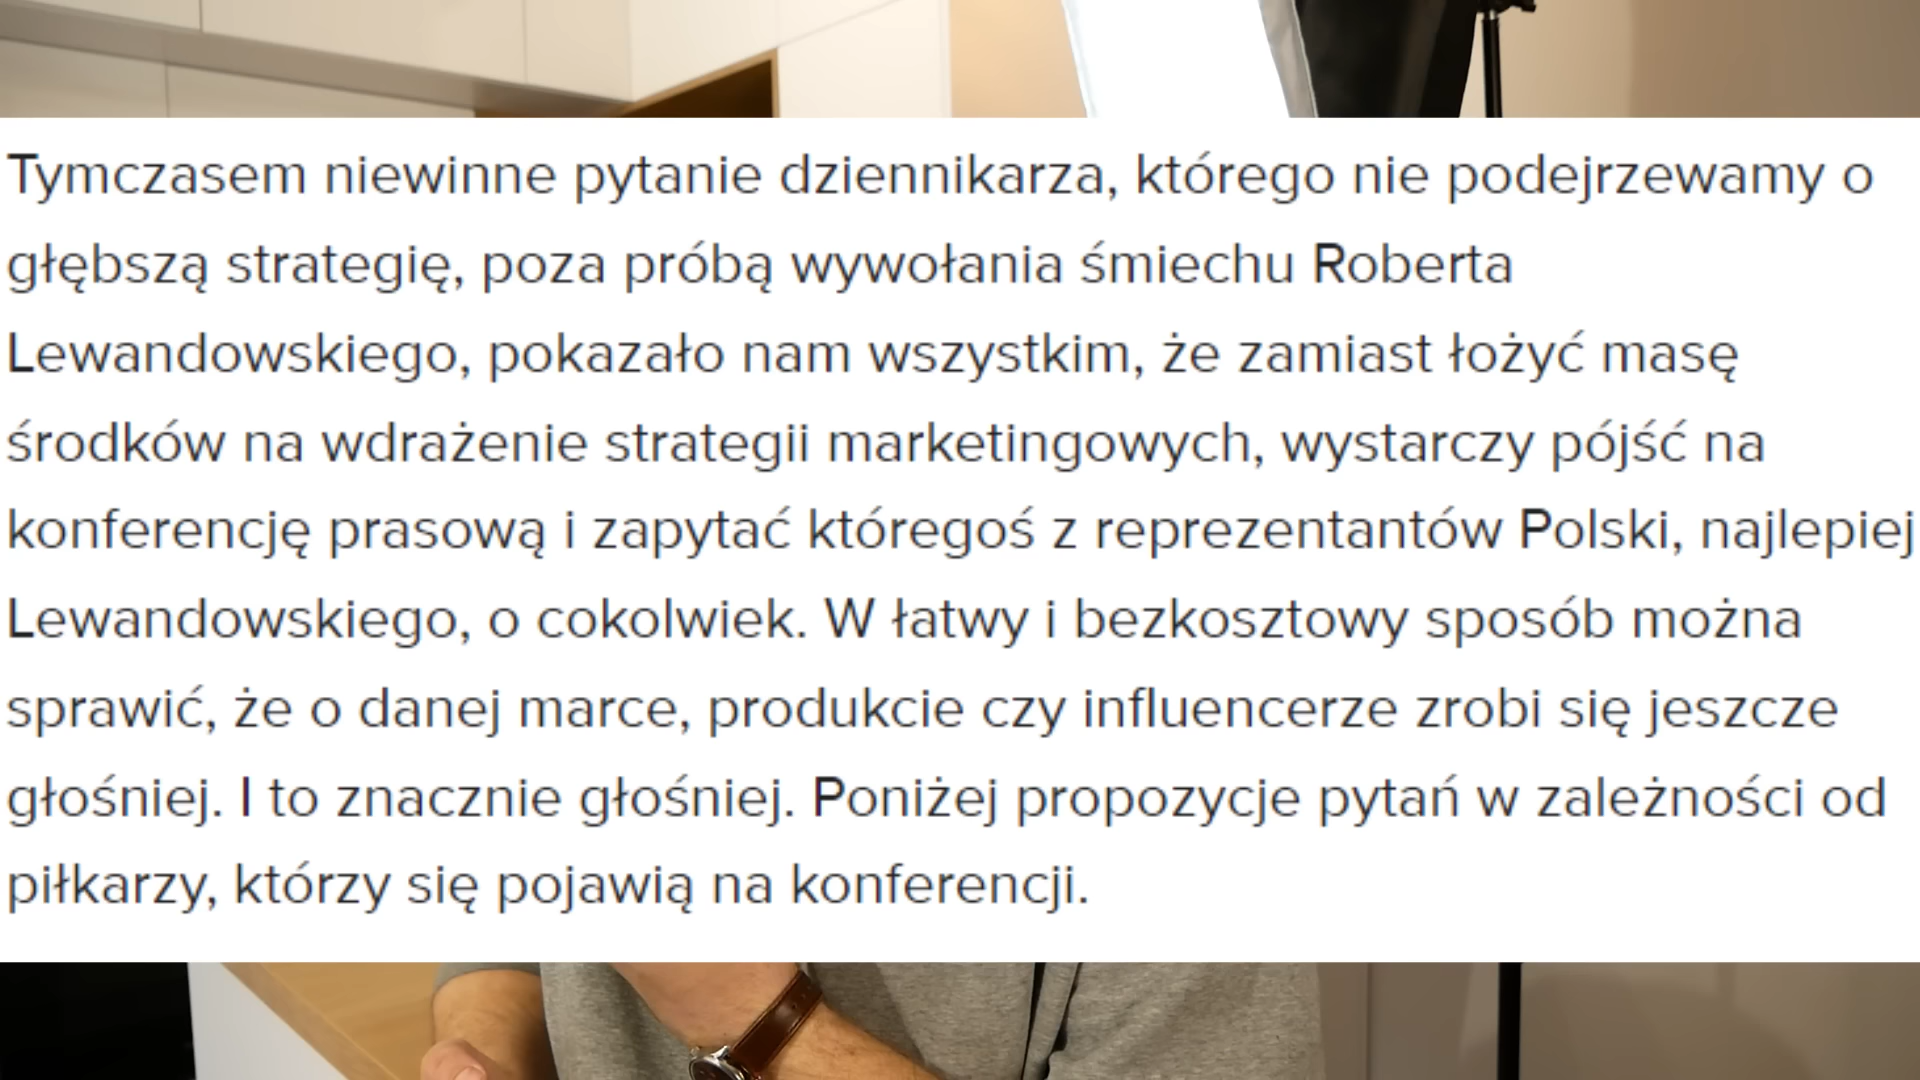 Tymczasem niewinne pytanie dziennikarza, którego nie podejrzewamy o
głębszą strategię, poza próbą wywołania śmiechu Roberta
Lewandowskiego, pokazało nam wszystkim, że zamiast łożyć masę
środków na wdrażenie strategii marketingowych, wystarczy pójść na
konferencję prasową i zapytać któregoś z reprezentantów Polski, najlepiej
Lewandowskiego, o cokolwiek. W łatwy i bezkosztowy sposób można
sprawić, że o danej marce, produkcie czy influencerze zrobi się jeszcze
głośniej. I to znacznie głośniej. Poniżej propozycje pytań w zależności od
piłkarzy, którzy się pojawią na konferencji.